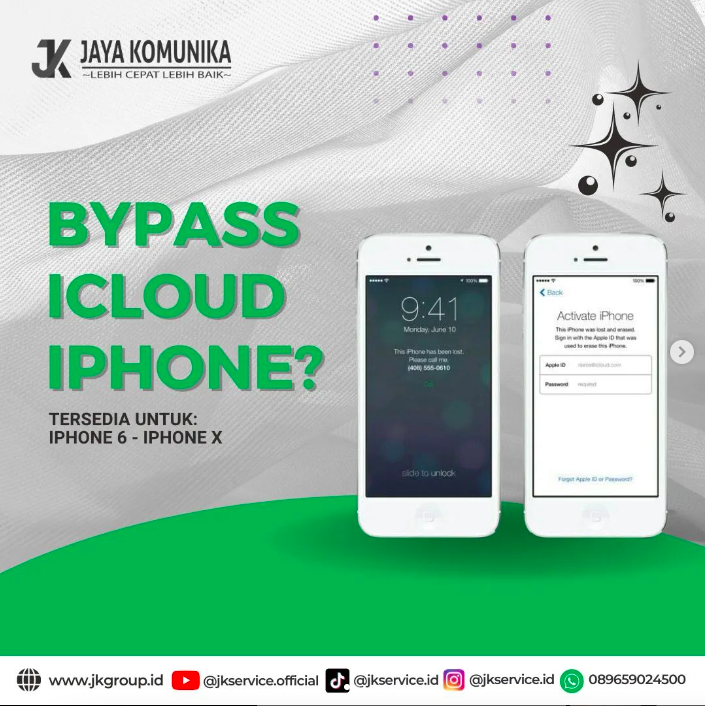 JK JAYA KOMUNIKA
~LEBIH CEPAT LEBIH BAIK~
BYPASS
ICLOUD
IPHONE?
TERSEDIA UNTUK:
IPHONE 6 - IPHONE X
100%
9:41
Monday, June 10
This iPhone has been lost.
Please call me.
(408) 555-0610
slide to unlock
100%
Back
Activate iPhone
This iPhone was lost and erased.
Sign in with the Apple ID that was
used to erase this iPhone.
Apple ID
Password required
Forgot Apple ID or Password?
www.jkgroup.id @jkservice.official @jkservice.id @jkservice.id 089659024500